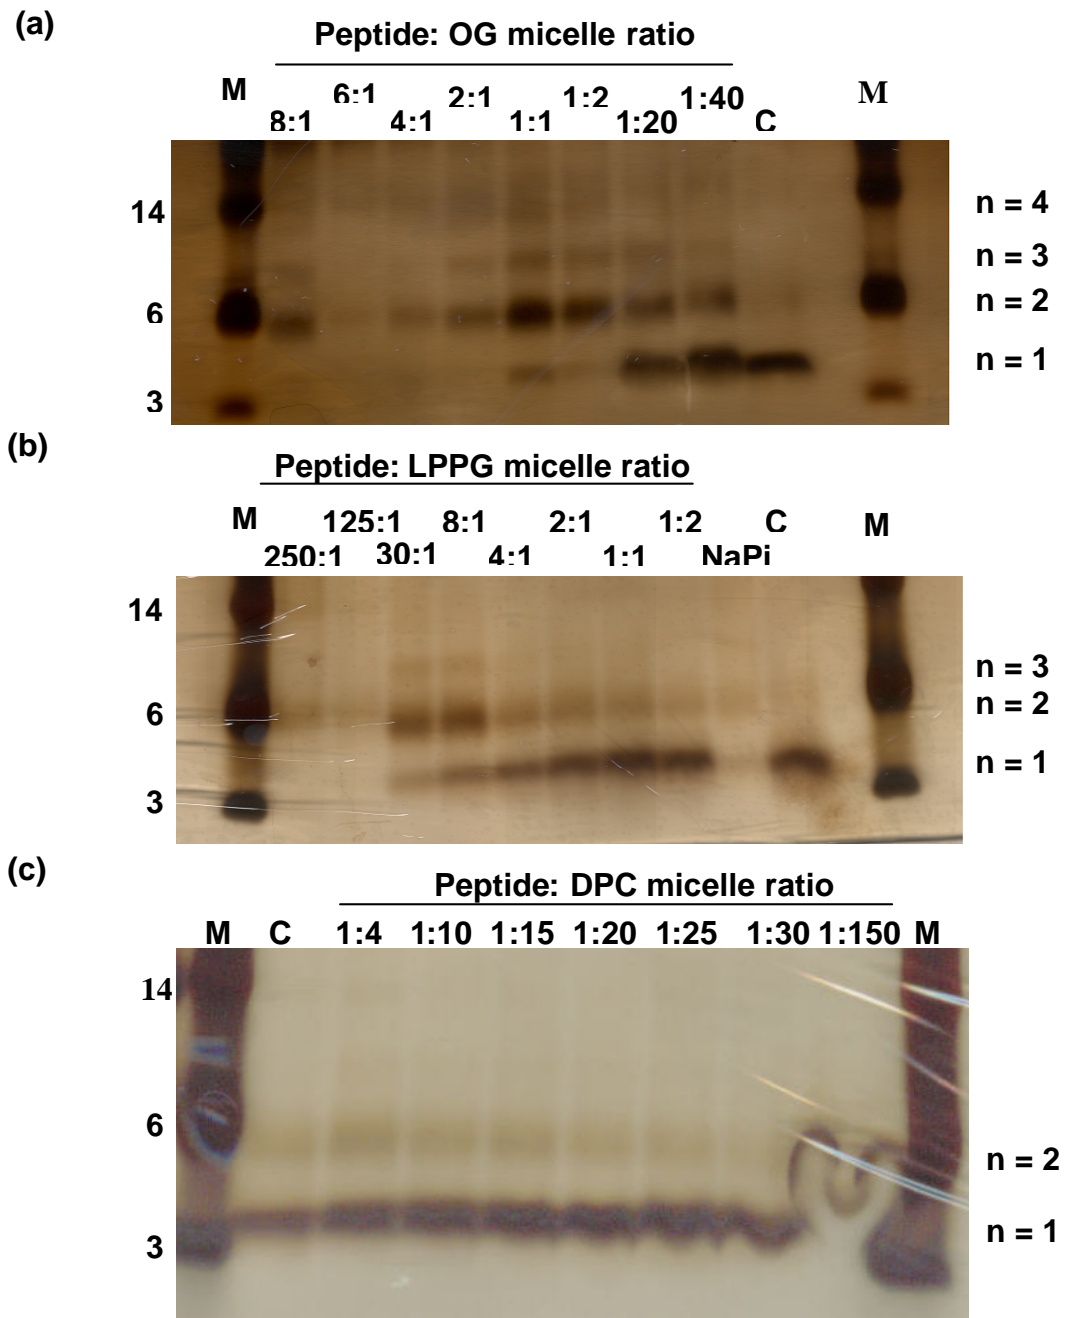 (a)
Peptide: OG micelle ratio
M 6:1 2:1 1:2 1:40 M
8:1 4:1 1:1 1:20 C
14
6
3
n = 4
n = 3
n = 2
n = 1
(b)
Peptide: LPPG micelle ratio
M 125:1 8:1 2:1 1:2 C M
250:1 30:1 4:1 1:1 NaPi
14
6
3
n = 3
n = 2
n = 1
(c)
Peptide: DPC micelle ratio
M C 1:4 1:10 1:15 1:20 1:25 1:30 1:150 M
14
6
3
n = 2
n = 1